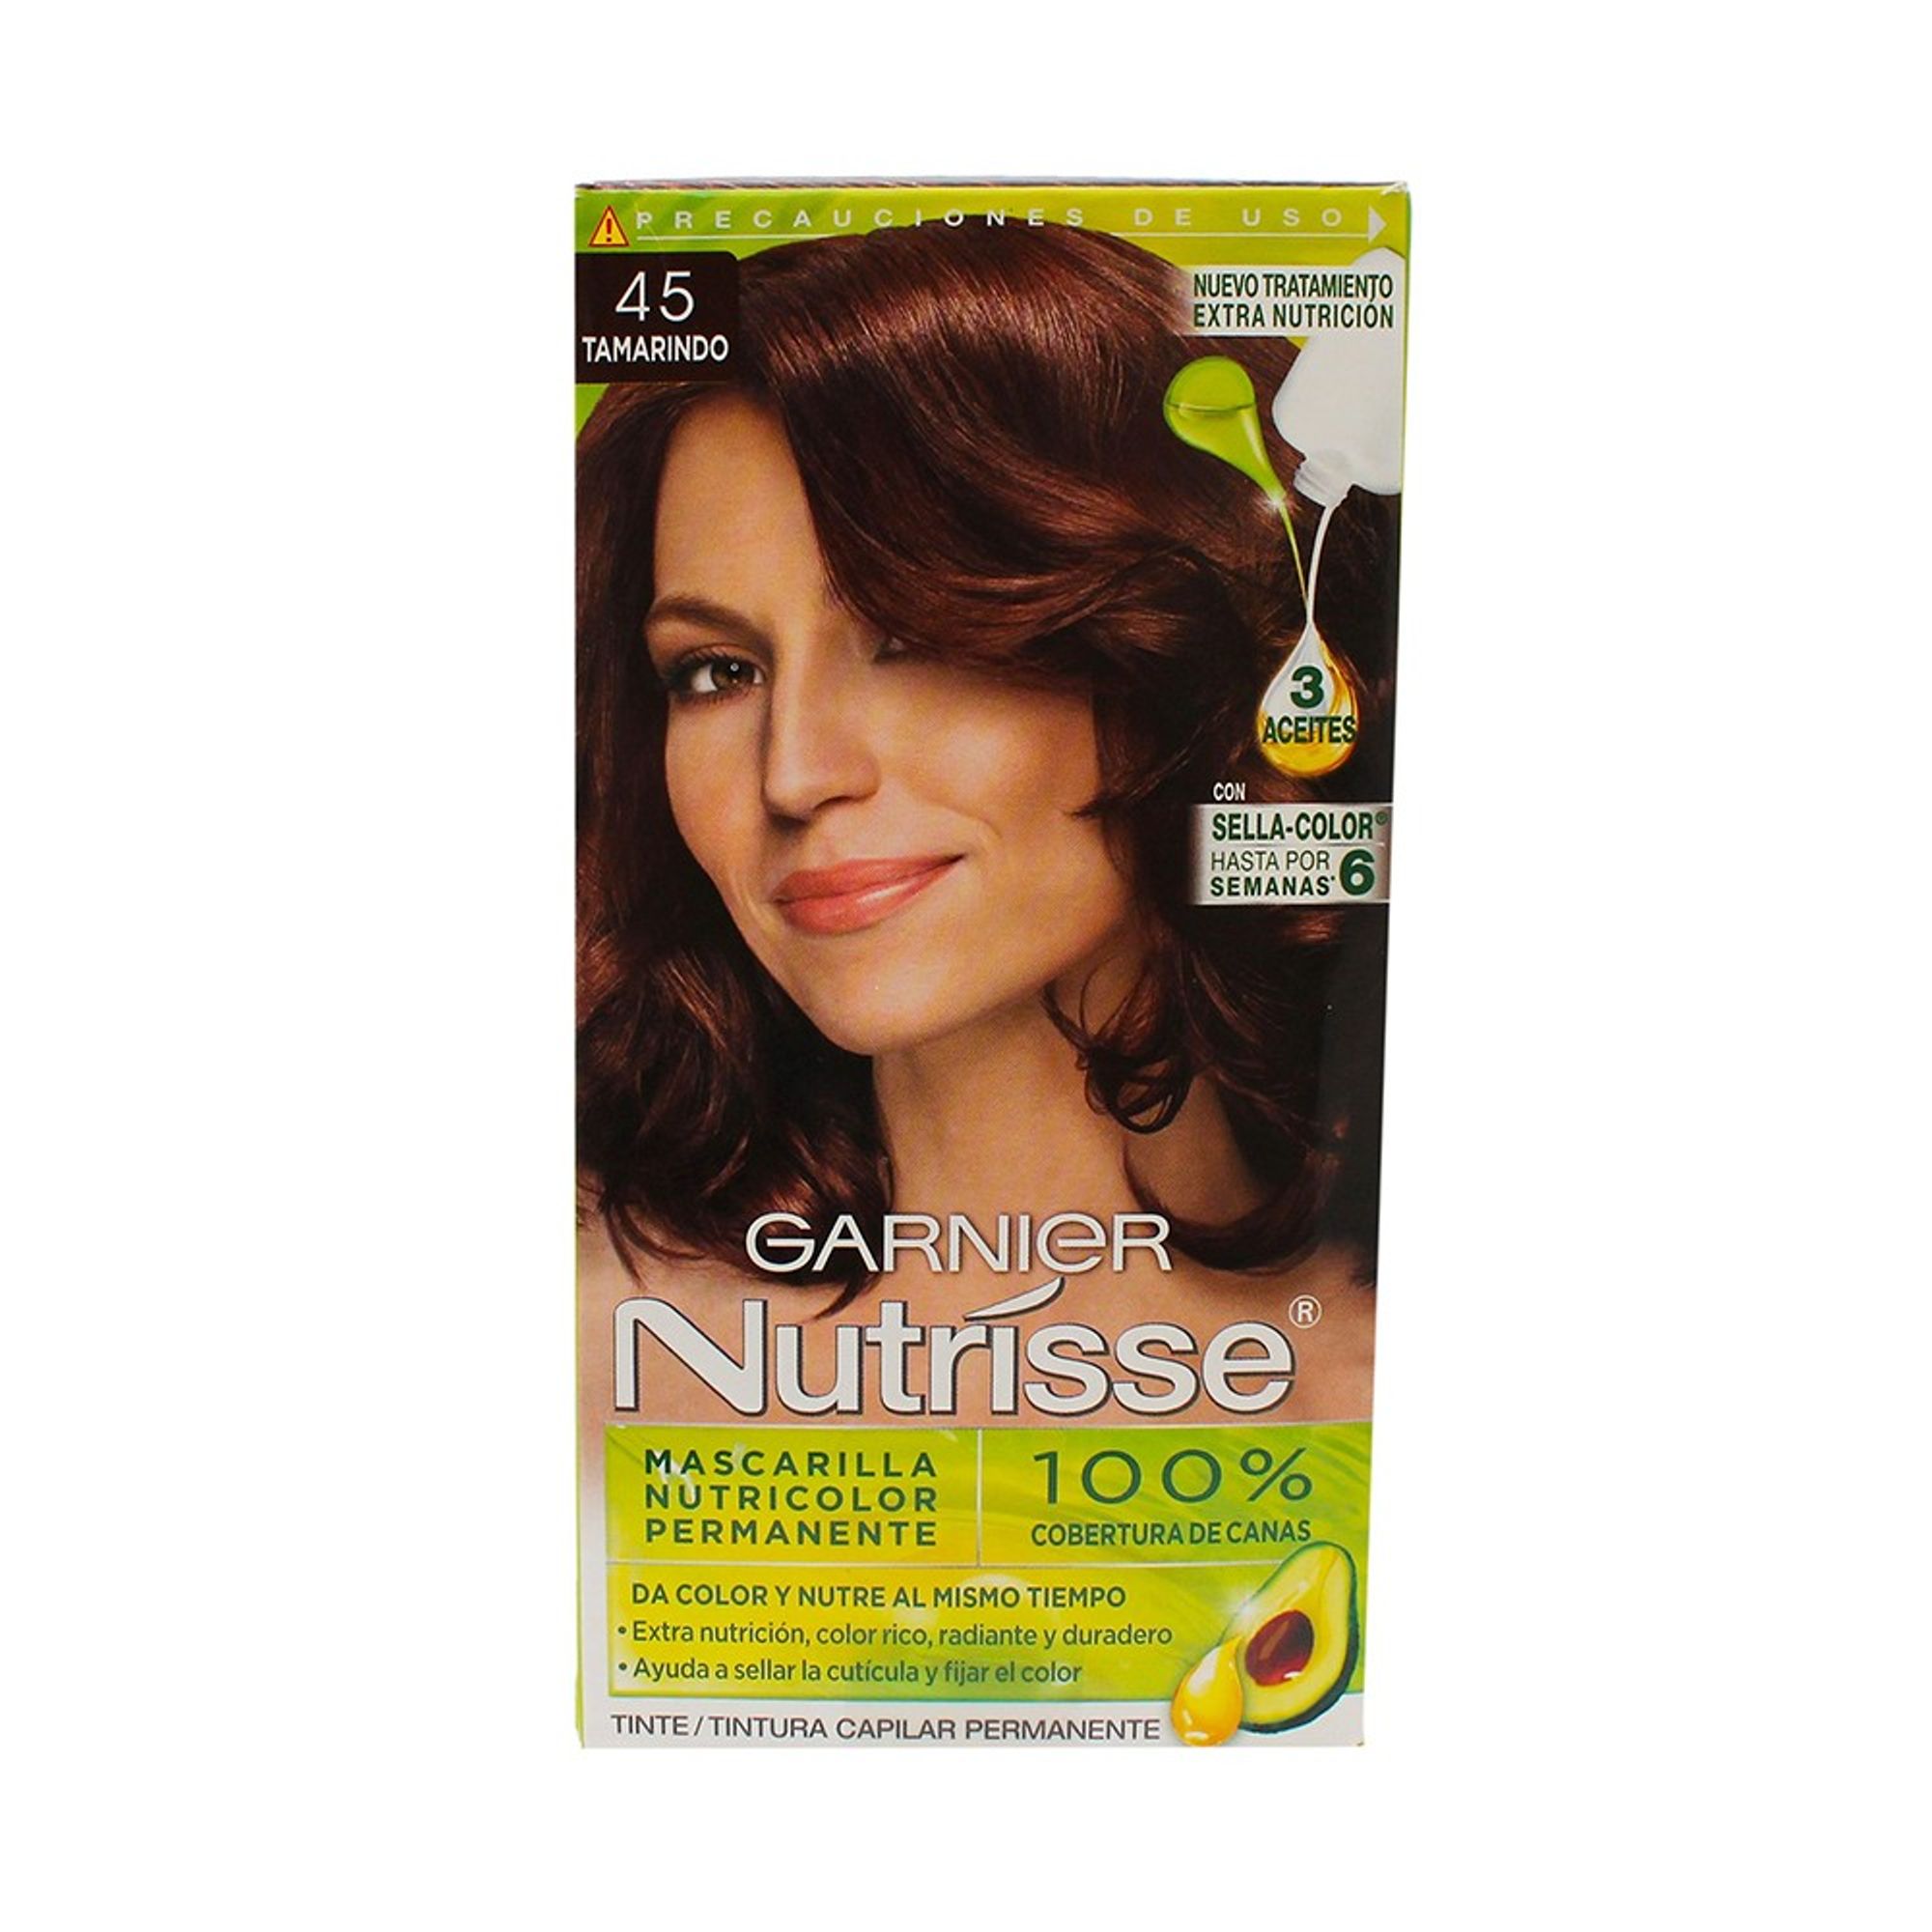 PRECAUCIONES DE USO
45
TAMARINDO
NUEVO TRATAMIENTO
EXTRA NUTRICIÓN
3
ACEITES
CON
SELLA-COLOR®
HASTA POR 6
SEMANAS*
GARNIER
Nutrisse®
MASCARILLA
NUTRICOLOR
PERMANENTE
100%
COBERTURA DE CANAS
DA COLOR Y NUTRE AL MISMO TIEMPO
• Extra nutrición, color rico, radiante y duradero
• Ayuda a sellar la cutícula y fijar el color
TINTE / TINTURA CAPILAR PERMANENTE